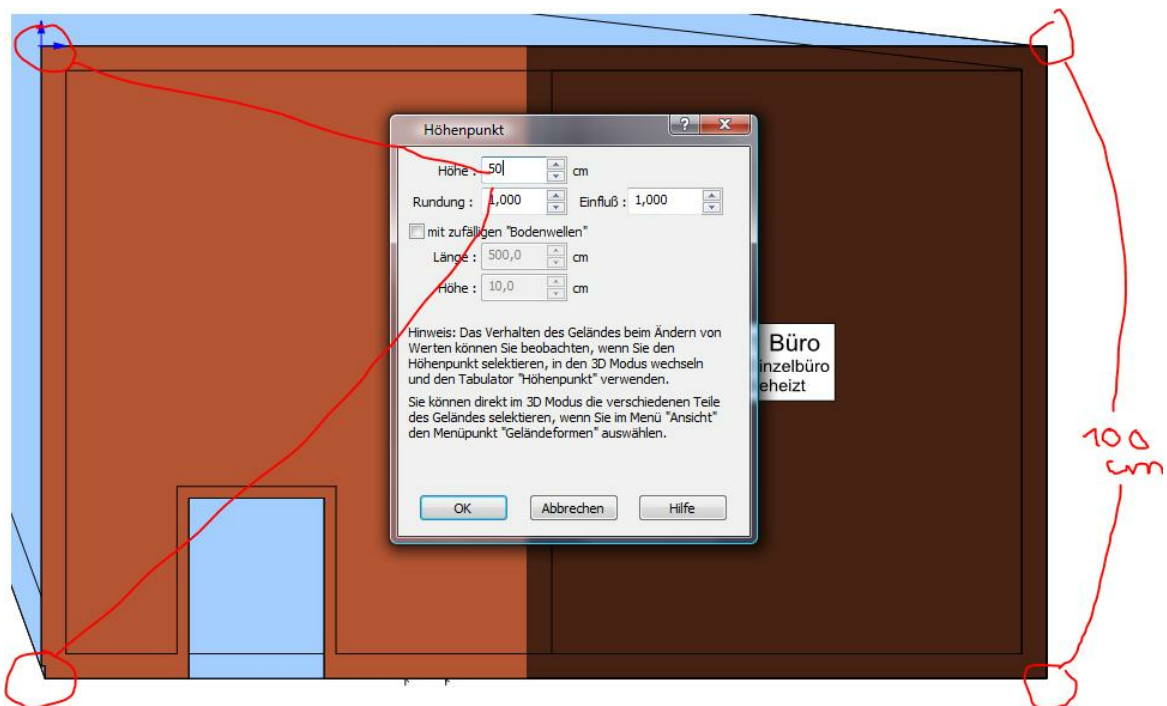 Höhenpunkt
Höhe : 50 cm
Rundung : 1,000 Einfluß : 1,000
mit zufälligen "Bodenwellen"
Länge : 500,0 cm
Höhe : 10,0 cm
Hinweis: Das Verhalten des Geländes beim Ändern von
Werten können Sie beobachten, wenn Sie den
Höhenpunkt selektieren, in den 3D Modus wechseln
und den Tabulator "Höhenpunkt" verwenden.
Sie können direkt im 3D Modus die verschiedenen Teile
des Geländes selektieren, wenn Sie im Menü "Ansicht"
den Menüpunkt "Geländeformen" auswählen.
OK Abbrechen Hilfe
Büro
inzelbüro
eheizt
100
cm